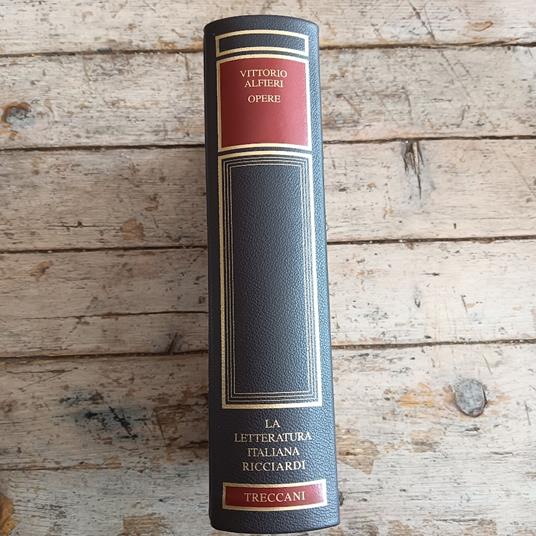 VITTORIO
ALFIERI
OPERE
LA
LETTERATURA
ITALIANA
RICCIARDI
TRECCANI